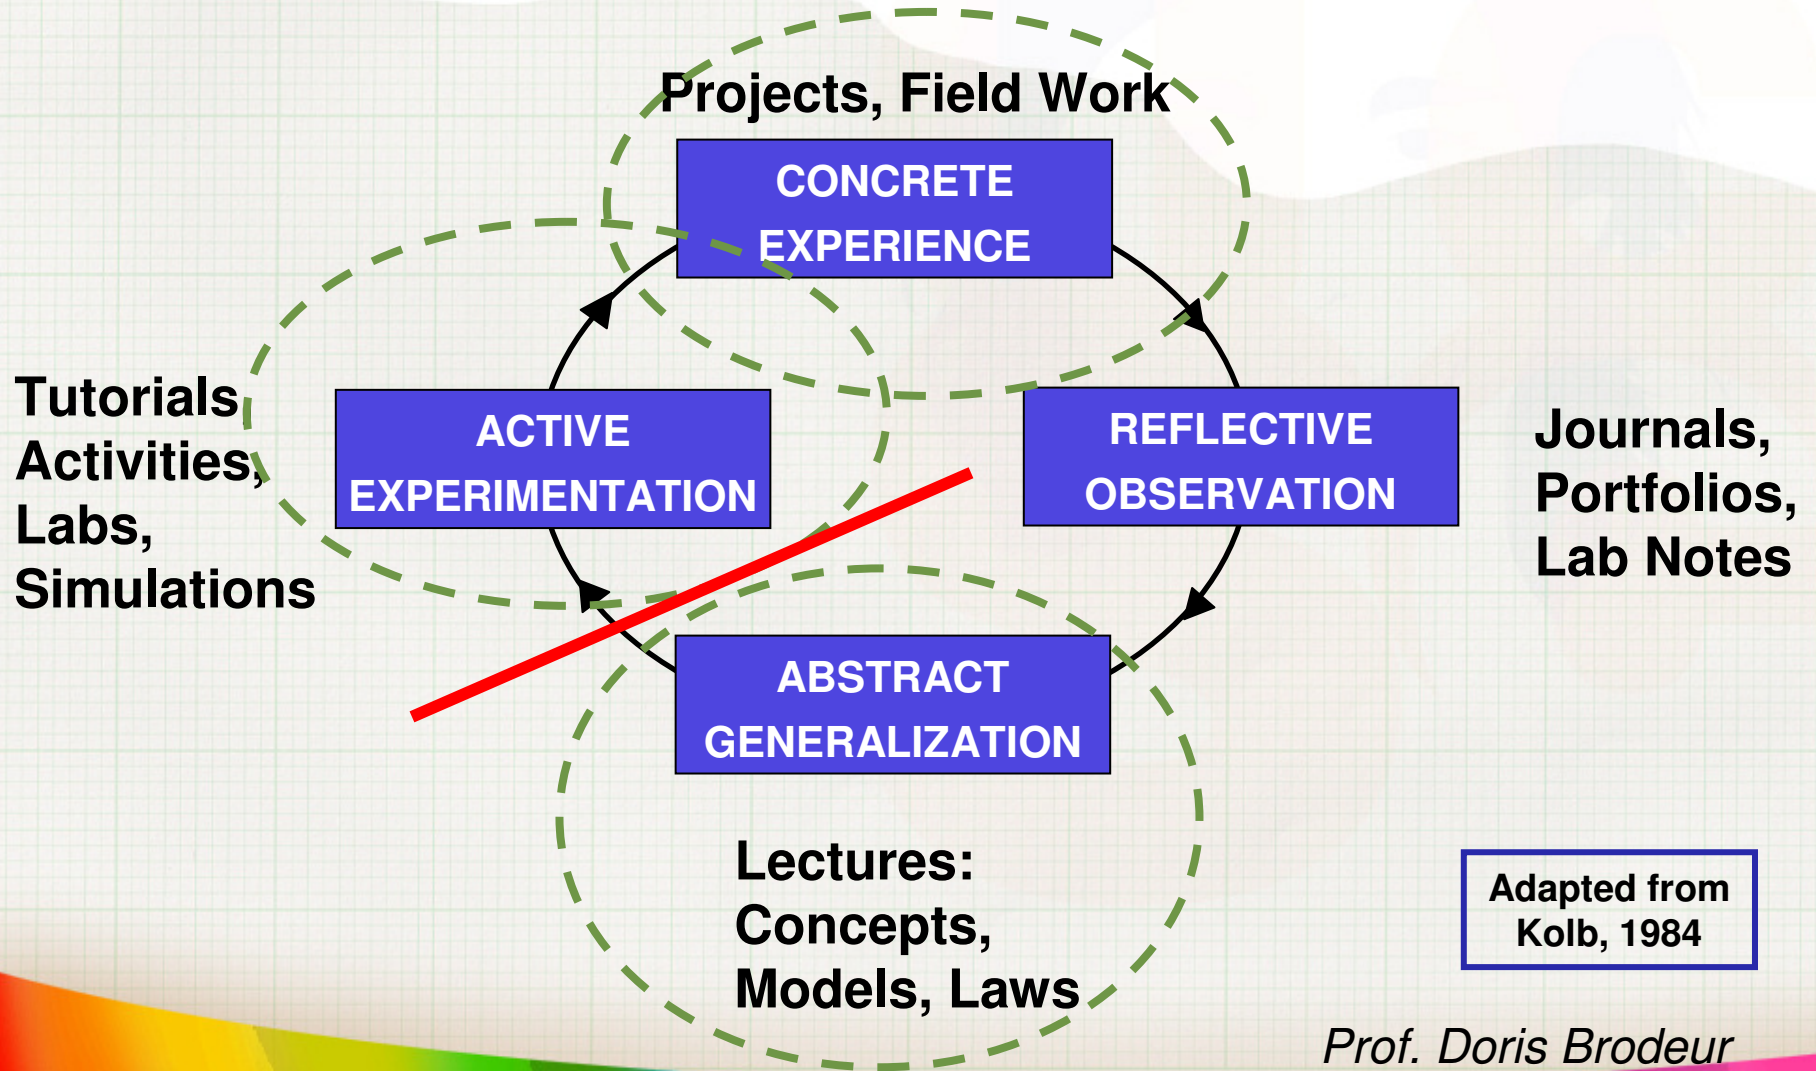 Projects, Field Work
CONCRETE
EXPERIENCE
Tutorials
Activities,
Labs,
Simulations
ACTIVE
EXPERIMENTATION
REFLECTIVE
OBSERVATION
Journals,
Portfolios,
Lab Notes
ABSTRACT
GENERALIZATION
Lectures:
Concepts,
Models, Laws
Adapted from
Kolb, 1984
Prof. Doris Brodeur